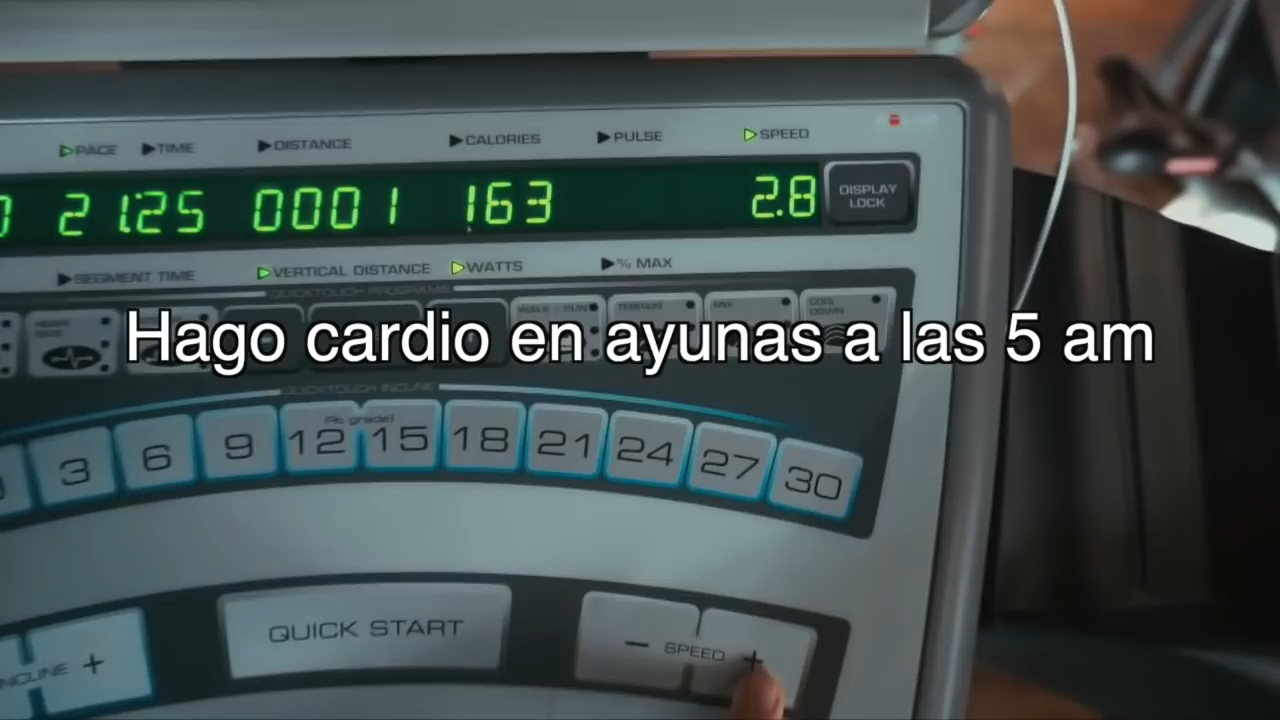 PACE TIME DISTANCE CALORIES PULSE SPEED
21:25 0001 163 2.8
DISPLAY
LOCK
SEGMENT TIME VERTICAL DISTANCE WATTS % MAX
QUICKTOUCH PROGRAMS
WALK / RUN TERRAIN COOL
DOWN
Hago cardio en ayunas a las 5 am
QUICKTOUCH INCLINE
(% grade)
3 6 9 12 15 18 21 24 27 30
INCLINE + QUICK START - SPEED +